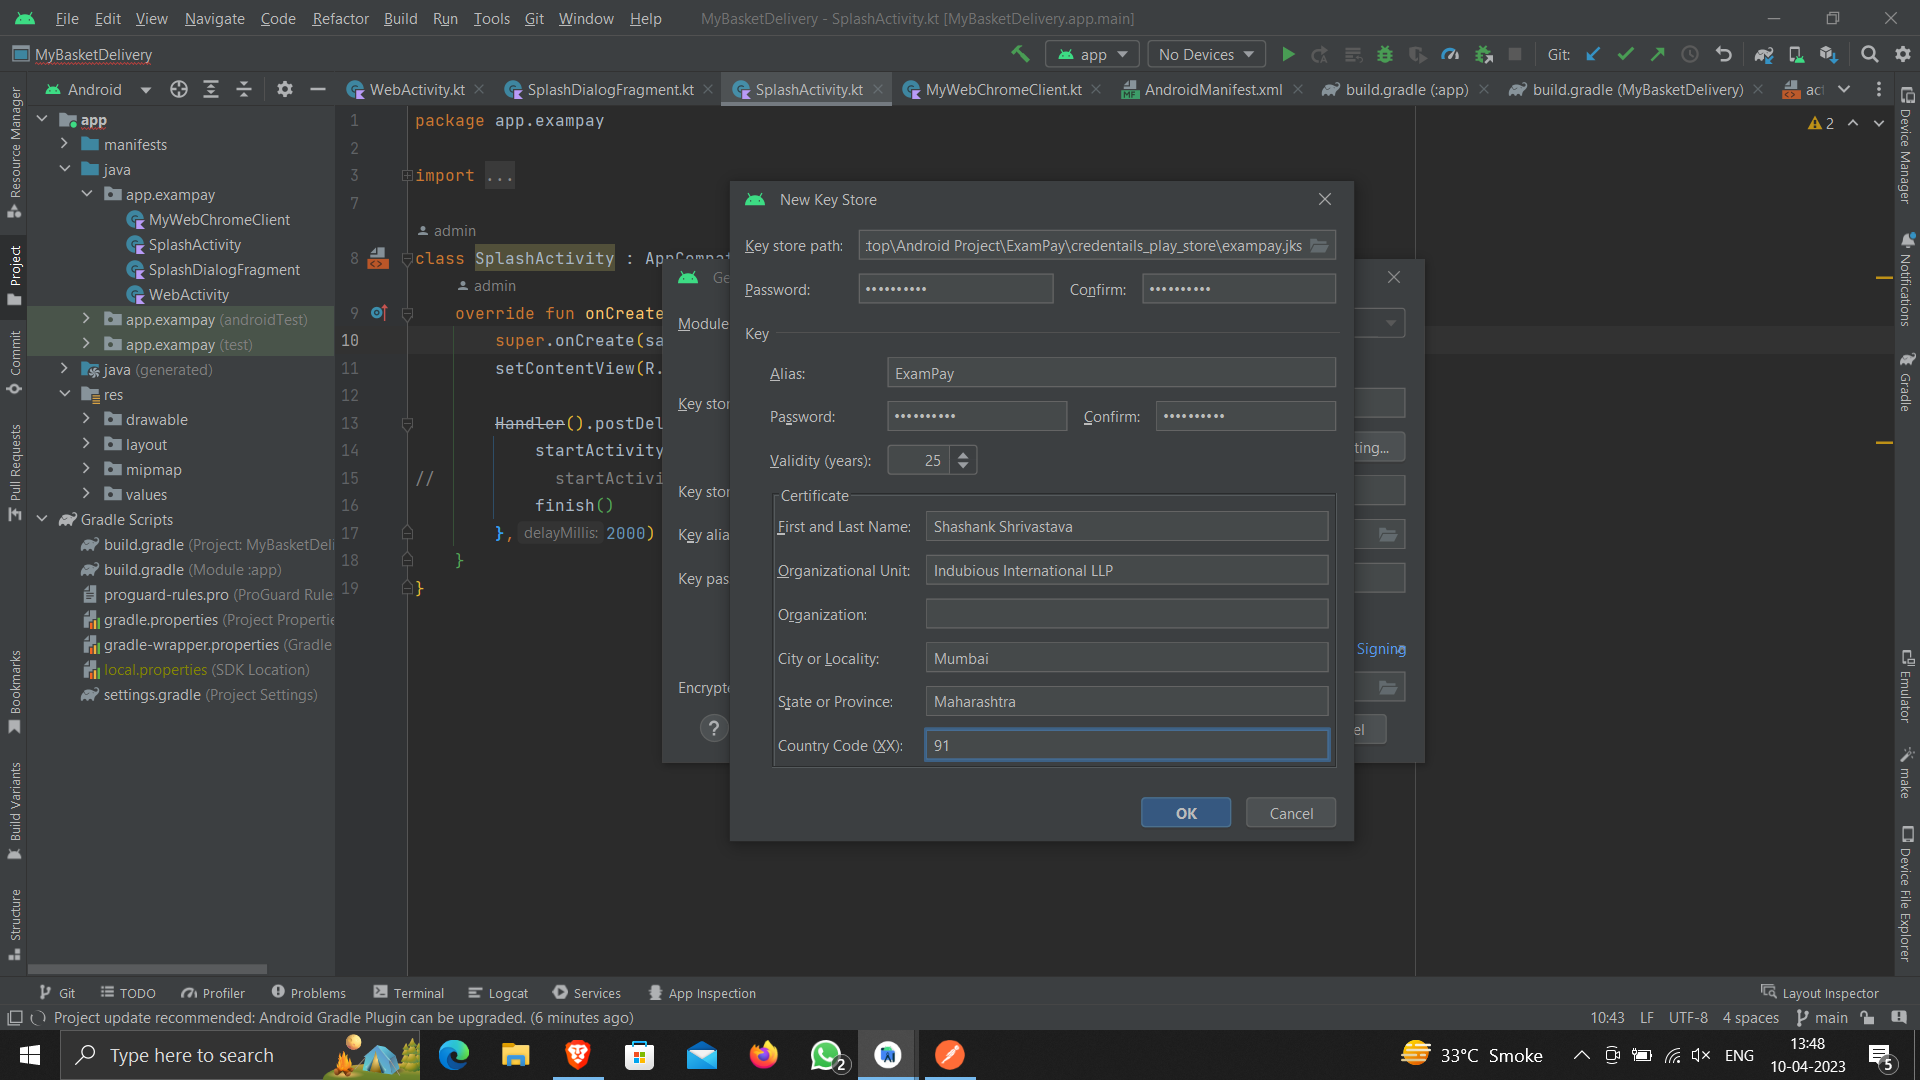 File Edit View Navigate Code Refactor Build Run Tools Git Window Help MyBasketDelivery - SplashActivity.kt [MyBasketDelivery.app.main]
MyBasketDelivery app No Devices Git:
Android WebActivity.kt SplashDialogFragment.kt SplashActivity.kt MyWebChromeClient.kt AndroidManifest.xml build.gradle (:app) build.gradle (MyBasketDelivery)
Resource Manager
Project
Commit
Pull Requests
Bookmarks
Build Variants
Structure
app
manifests
java
app.exampay
MyWebChromeClient
SplashActivity
SplashDialogFragment
WebActivity
app.exampay (androidTest)
app.exampay (test)
java (generated)
res
drawable
layout
mipmap
values
Gradle Scripts
build.gradle (Project: MyBasketDeli
build.gradle (Module :app)
proguard-rules.pro (ProGuard Rule
gradle.properties (Project Properti
gradle-wrapper.properties (Gradle
local.properties (SDK Location)
settings.gradle (Project Settings)
1 package app.exampay
2
3 import ...
7
admin
8 class SplashActivity : AppCompat
admin
9 override fun onCreate
10 super.onCreate(sa
11 setContentView(R.
12
13 Handler().postDel
14 startActivity
15 // startActivi
16 finish()
17 }, delayMillis: 2000)
18 }
19 }
2
Ge
Module
Key stor
ting...
Key stor
Key alia
Key pas
Signing
Encrypte
?
el
New Key Store
Key store path: :top\Android Project\ExamPay\credentails_play_store\exampay.jks
Password: •••••••••• Confirm: ••••••••••
Key
Alias: ExamPay
Password: •••••••••• Confirm: ••••••••••
Validity (years): 25
Certificate
First and Last Name: Shashank Shrivastava
Organizational Unit: Indubious International LLP
Organization:
City or Locality: Mumbai
State or Province: Maharashtra
Country Code (XX): 91
OK Cancel
Device Manager
Notifications
Gradle
Emulator
make
Device File Explorer
Git TODO Profiler Problems Terminal Logcat Services App Inspection Layout Inspector
Project update recommended: Android Gradle Plugin can be upgraded. (6 minutes ago) 10:43 LF UTF-8 4 spaces main
Type here to search 2 33°C Smoke ENG 13:48
10-04-2023 5